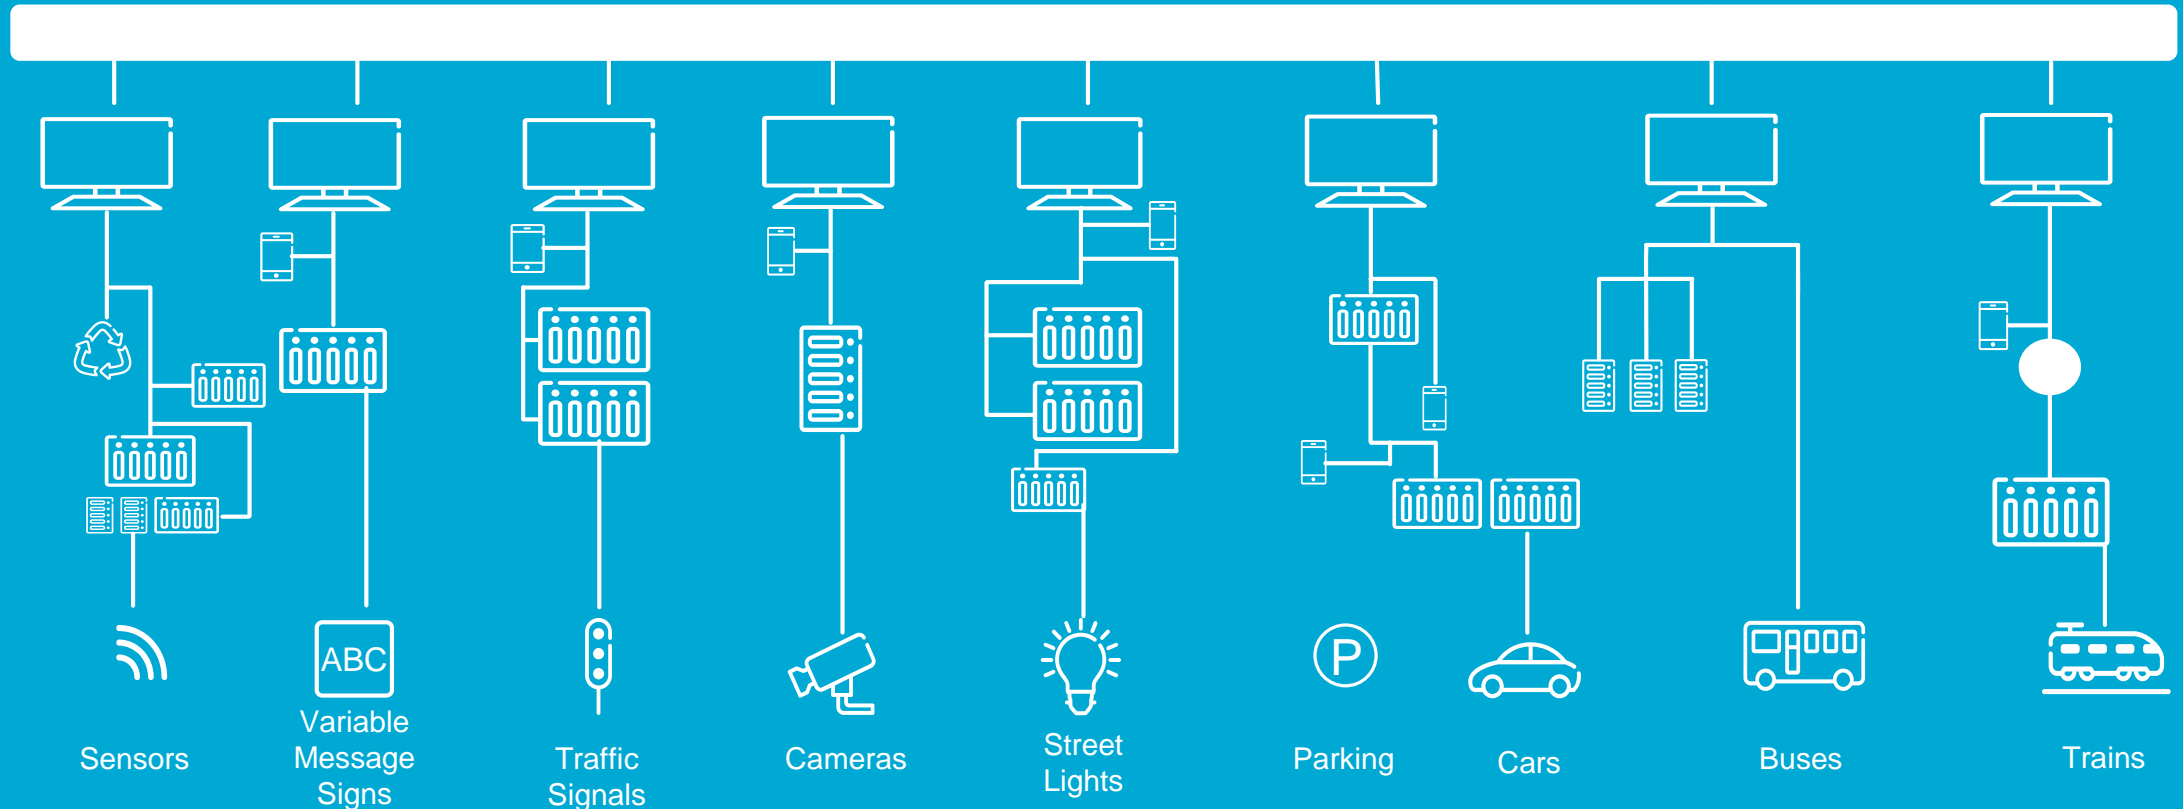 ABC
P
Sensors
Variable
Message
Signs
Traffic
Signals
Cameras
Street
Lights
Parking
Cars
Buses
Trains